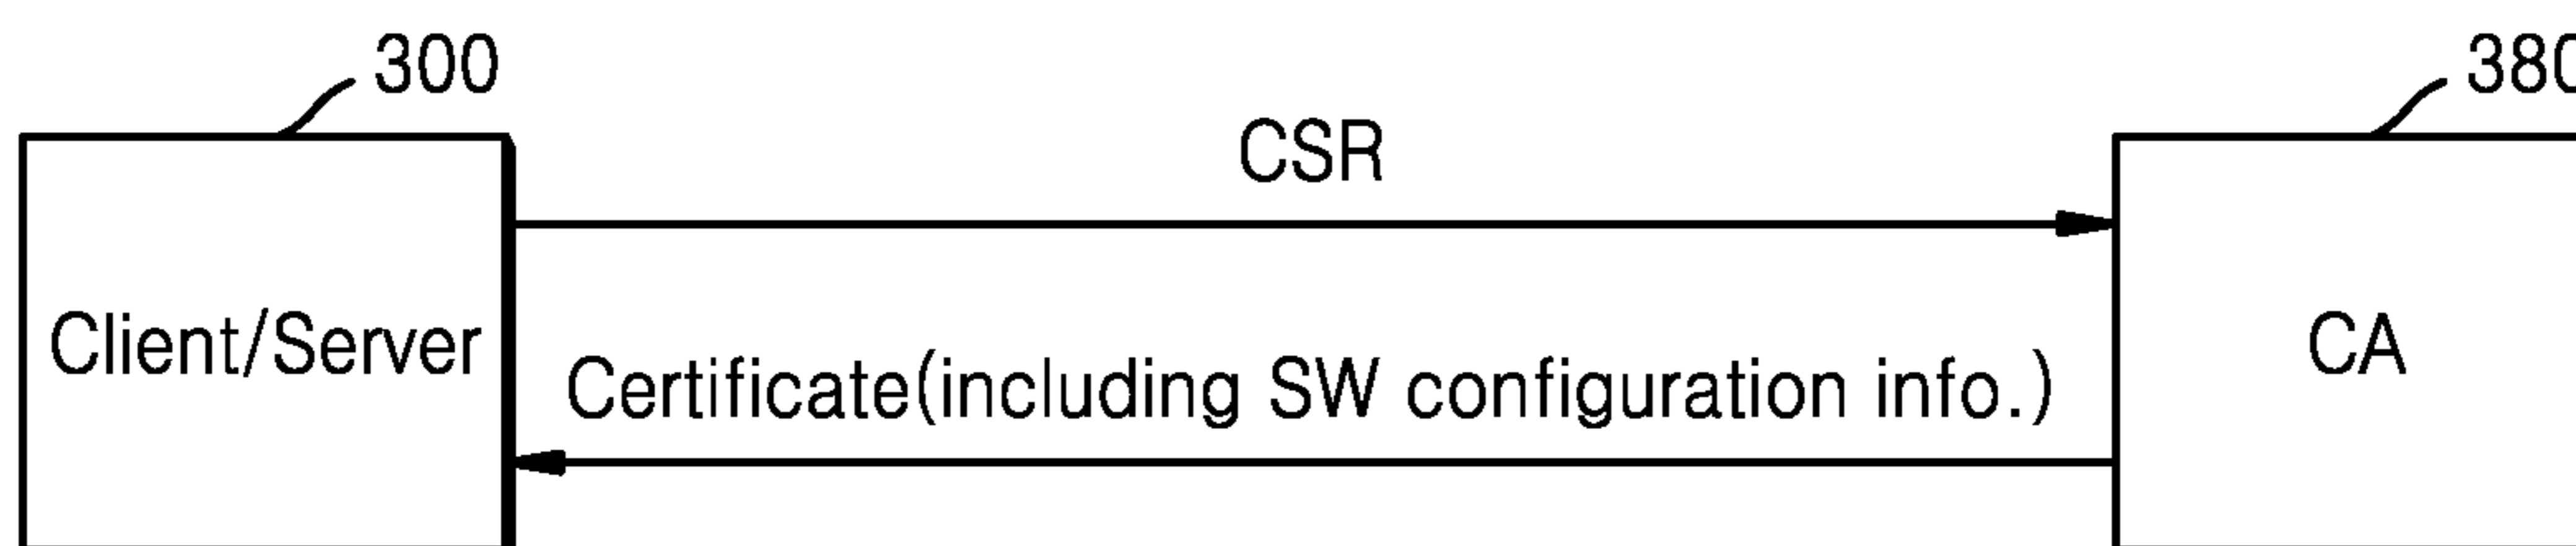 300
380
CSR
Client/Server
Certificate(including SW configuration info.)
CA